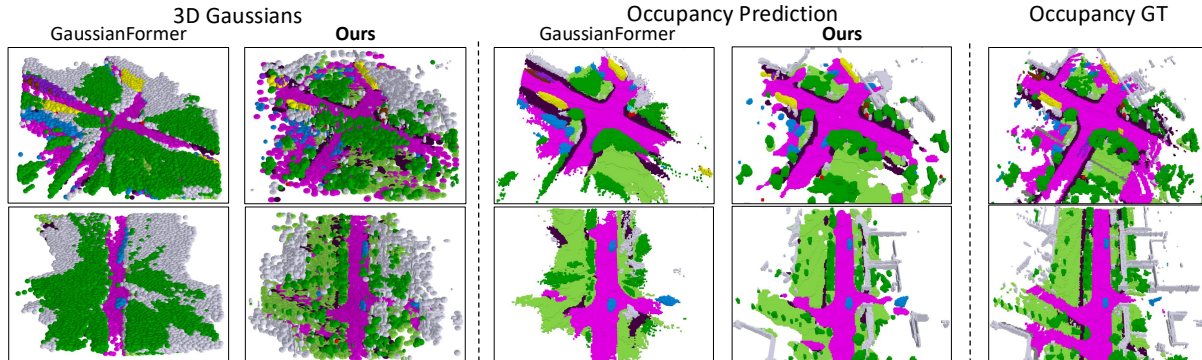 3D Gaussians
Occupancy Prediction
Occupancy GT
GaussianFormer
Ours
GaussianFormer
Ours